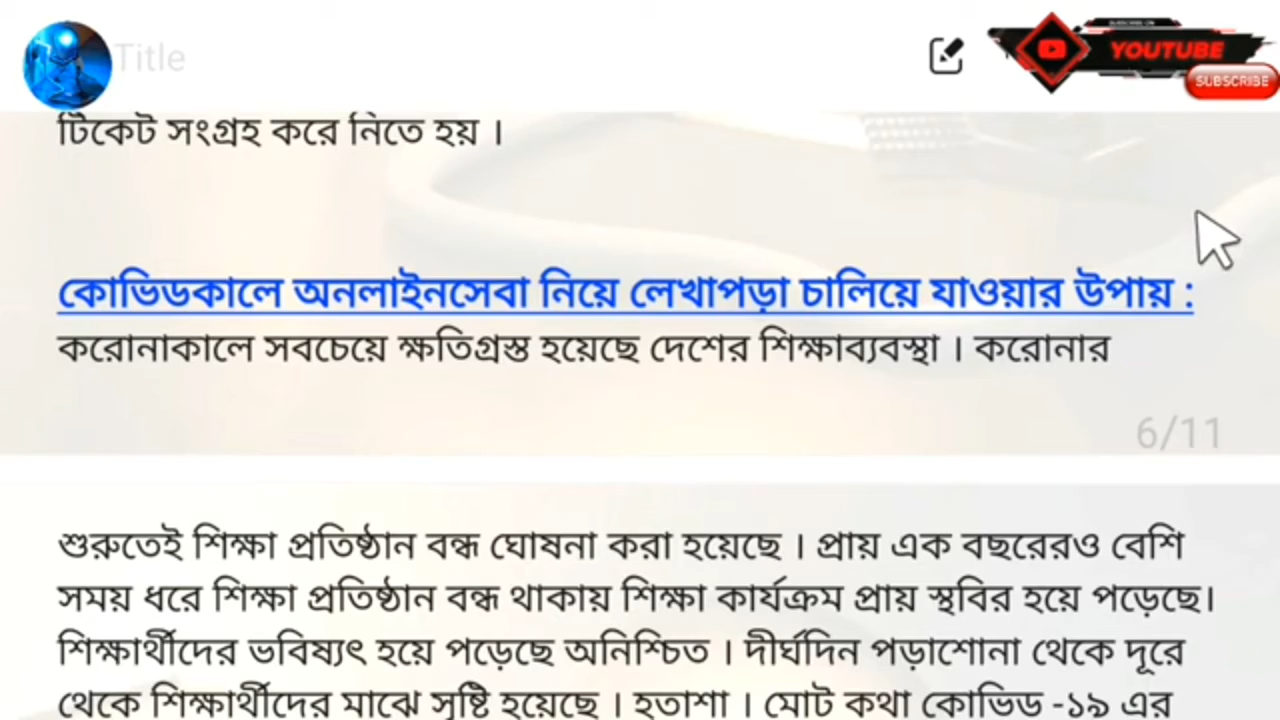 Title
SUBSCRIBE ON
YOUTUBE
SUBSCRIBE
টিকেট সংগ্রহ করে নিতে হয় ।
কোভিডকালে অনলাইনসেবা নিয়ে লেখাপড়া চালিয়ে যাওয়ার উপায় :
করোনাকালে সবচেয়ে ক্ষতিগ্রস্ত হয়েছে দেশের শিক্ষাব্যবস্থা । করোনার
6/11
শুরুতেই শিক্ষা প্রতিষ্ঠান বন্ধ ঘোষনা করা হয়েছে । প্রায় এক বছরেরও বেশি
সময় ধরে শিক্ষা প্রতিষ্ঠান বন্ধ থাকায় শিক্ষা কার্যক্রম প্রায় স্থবির হয়ে পড়েছে।
শিক্ষার্থীদের ভবিষ্যৎ হয়ে পড়েছে অনিশ্চিত । দীর্ঘদিন পড়াশোনা থেকে দূরে
থেকে শিক্ষার্থীদের মাঝে সৃষ্টি হয়েছে । হতাশা । মোট কথা কোভিড -১৯ এর